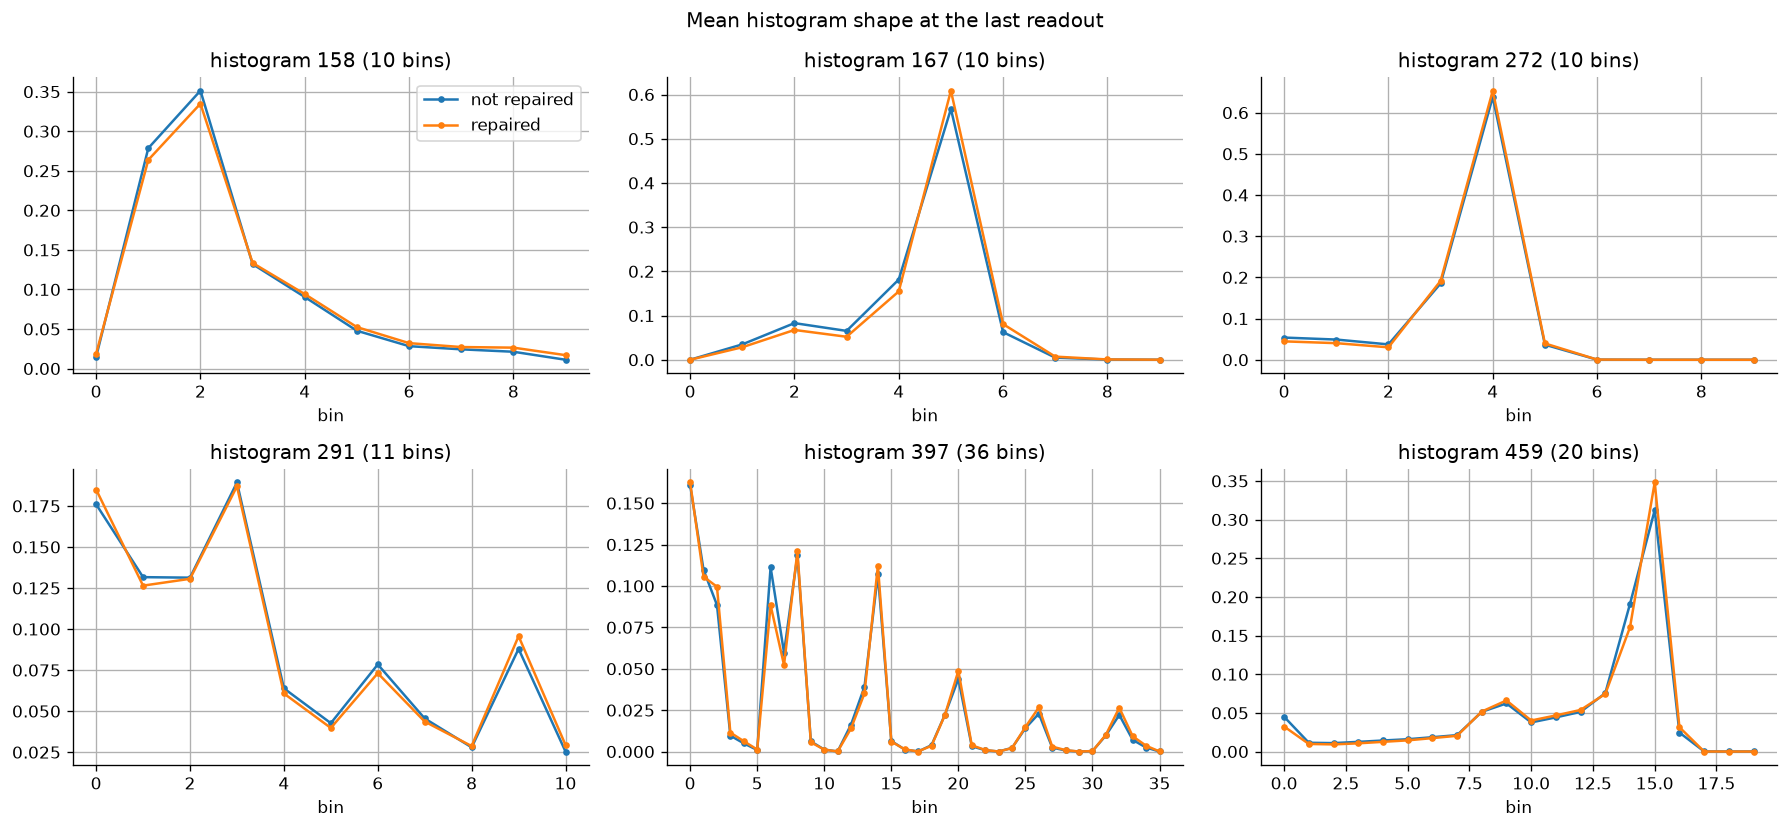 Mean histogram shape at the last readout
histogram 158 (10 bins)
0.35
0.30
0.25
0.20
0.15
0.10
0.05
0.00
0 2 4 6 8
bin
not repaired
repaired
histogram 167 (10 bins)
0.6
0.5
0.4
0.3
0.2
0.1
0.0
0 2 4 6 8
bin
histogram 272 (10 bins)
0.6
0.5
0.4
0.3
0.2
0.1
0.0
0 2 4 6 8
bin
histogram 291 (11 bins)
0.175
0.150
0.125
0.100
0.075
0.050
0.025
0 2 4 6 8 10
bin
histogram 397 (36 bins)
0.150
0.125
0.100
0.075
0.050
0.025
0.000
0 5 10 15 20 25 30 35
bin
histogram 459 (20 bins)
0.35
0.30
0.25
0.20
0.15
0.10
0.05
0.00
0.0 2.5 5.0 7.5 10.0 12.5 15.0 17.5
bin